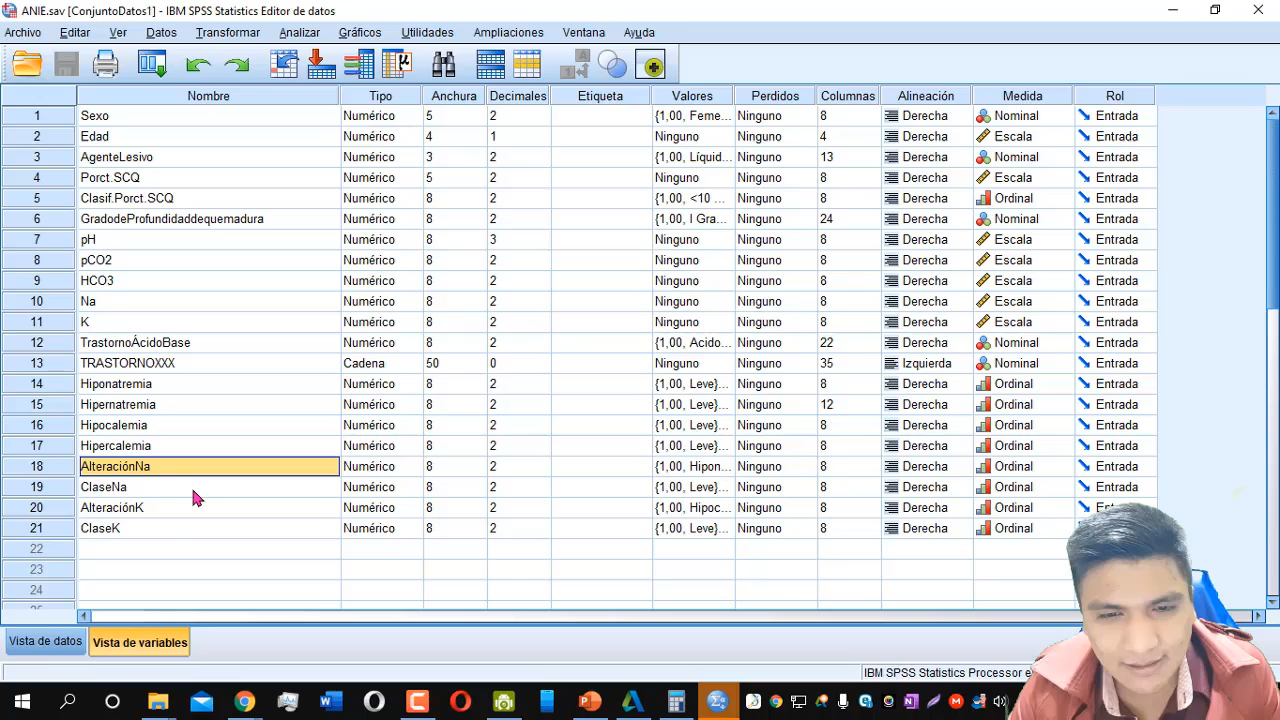 ANIE.sav [ConjuntoDatos1] - IBM SPSS Statistics Editor de datos
Archivo Editar Ver Datos Transformar Analizar Gráficos Utilidades Ampliaciones Ventana Ayuda
Nombre Tipo Anchura Decimales Etiqueta Valores Perdidos Columnas Alineación Medida Rol
1 Sexo Numérico 5 2 {1,00, Feme... Ninguno 8 Derecha Nominal Entrada
2 Edad Numérico 4 1 Ninguno Ninguno 4 Derecha Escala Entrada
3 AgenteLesivo Numérico 3 2 {1,00, Líquid... Ninguno 13 Derecha Nominal Entrada
4 Porct.SCQ Numérico 5 2 Ninguno Ninguno 8 Derecha Escala Entrada
5 Clasif.Porct.SCQ Numérico 8 2 {1,00, <10 ... Ninguno 8 Derecha Ordinal Entrada
6 GradodeProfundidaddequemadura Numérico 8 2 {1,00, I Gra... Ninguno 24 Derecha Nominal Entrada
7 pH Numérico 8 3 Ninguno Ninguno 8 Derecha Escala Entrada
8 pCO2 Numérico 8 2 Ninguno Ninguno 8 Derecha Escala Entrada
9 HCO3 Numérico 8 2 Ninguno Ninguno 8 Derecha Escala Entrada
10 Na Numérico 8 2 Ninguno Ninguno 8 Derecha Escala Entrada
11 K Numérico 8 2 Ninguno Ninguno 8 Derecha Escala Entrada
12 TrastornoÁcidoBase Numérico 8 2 {1,00, Acido... Ninguno 22 Derecha Nominal Entrada
13 TRASTORNOXXX Cadena 50 0 Ninguno Ninguno 35 Izquierda Nominal Entrada
14 Hiponatremia Numérico 8 2 {1,00, Leve}... Ninguno 8 Derecha Ordinal Entrada
15 Hipernatremia Numérico 8 2 {1,00, Leve}... Ninguno 12 Derecha Ordinal Entrada
16 Hipocalemia Numérico 8 2 {1,00, Leve}... Ninguno 8 Derecha Ordinal Entrada
17 Hipercalemia Numérico 8 2 {1,00, Leve}... Ninguno 8 Derecha Ordinal Entrada
18 AlteraciónNa Numérico 8 2 {1,00, Hipon... Ninguno 8 Derecha Ordinal Entrada
19 ClaseNa Numérico 8 2 {1,00, Leve}... Ninguno 8 Derecha Ordinal Entrada
20 AlteraciónK Numérico 8 2 {1,00, Hipoc... Ninguno 8 Derecha Ordinal
21 ClaseK Numérico 8 2 {1,00, Leve}... Ninguno 8 Derecha Ordinal
22
23
24
Vista de datos Vista de variables
IBM SPSS Statistics Processor e